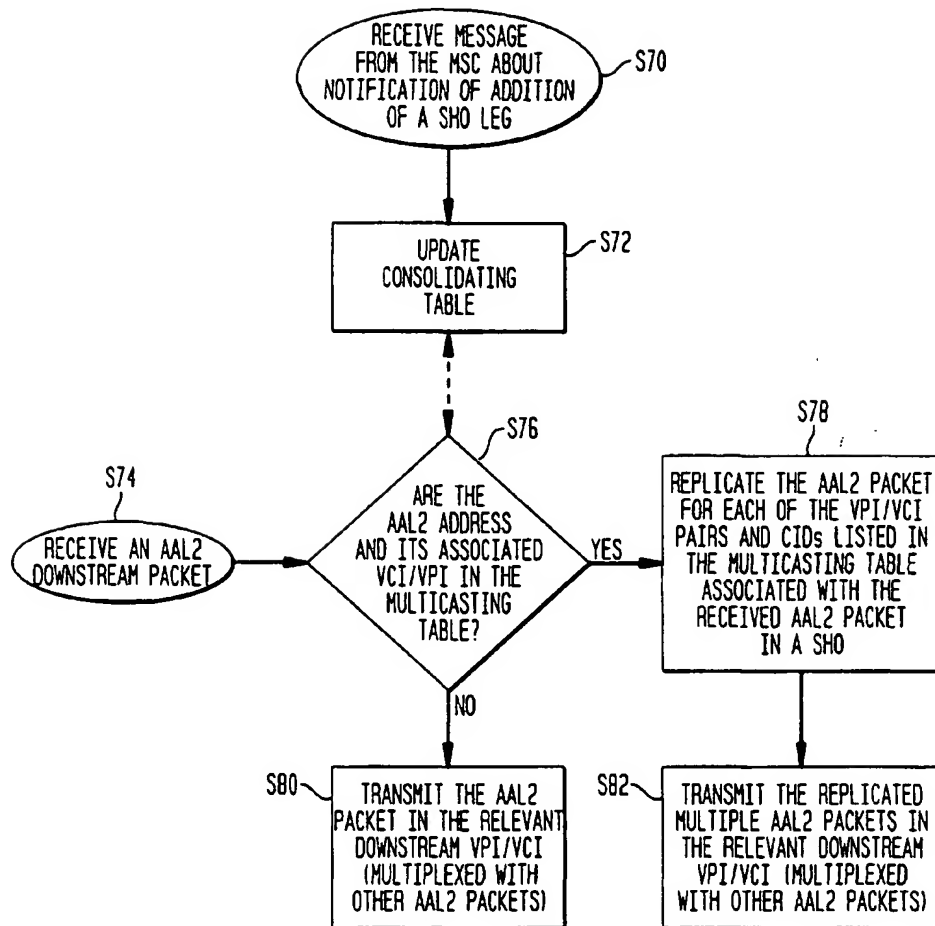 RECEIVE MESSAGE
FROM THE MSC ABOUT
NOTIFICATION OF ADDITION
OF A SHO LEG
S70
UPDATE
CONSOLIDATING
TABLE
S72
S74
RECEIVE AN AAL2
DOWNSTREAM PACKET
S76
ARE THE
AAL2 ADDRESS
AND ITS ASSOCIATED
VCI/VPI IN THE
MULTICASTING
TABLE?
YES
NO
S78
REPLICATE THE AAL2 PACKET
FOR EACH OF THE VPI/VCI
PAIRS AND CIDs LISTED IN
THE MULTICASTING TABLE
ASSOCIATED WITH THE
RECEIVED AAL2 PACKET
IN A SHO
S80
TRANSMIT THE AAL2
PACKET IN THE RELEVANT
DOWNSTREAM VPI/VCI
(MULTIPLEXED WITH
OTHER AAL2 PACKETS)
S82
TRANSMIT THE REPLICATED
MULTIPLE AAL2 PACKETS IN
THE RELEVANT DOWNSTREAM
VPI/VCI (MULTIPLEXED
WITH OTHER AAL2 PACKETS)